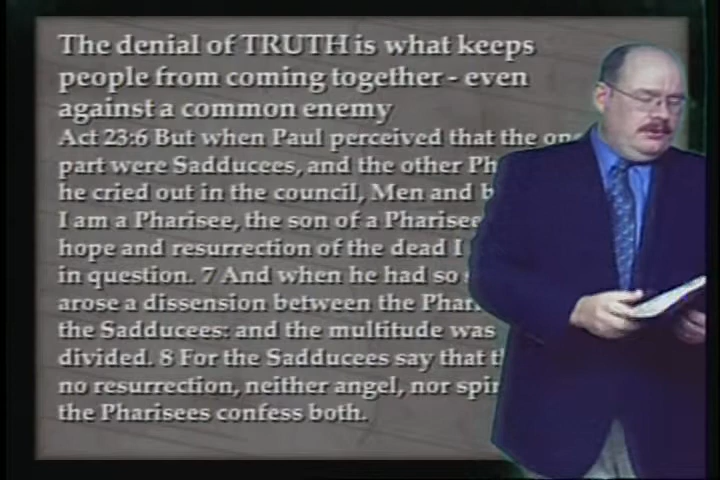 The denial of TRUTH is what keeps
people from coming together - even
against a common enemy
Act 23:6 But when Paul perceived that the one
part were Sadducees, and the other
he cried out in the council, Men and
I am a Pharisee, the son of a Pharisee
hope and resurrection of the dead I
in question. 7 And when he had so
arose a dissension between the
the Sadducees: and the multitude was
divided. 8 For the Sadducees say that
no resurrection, neither angel, nor
the Pharisees confess both.